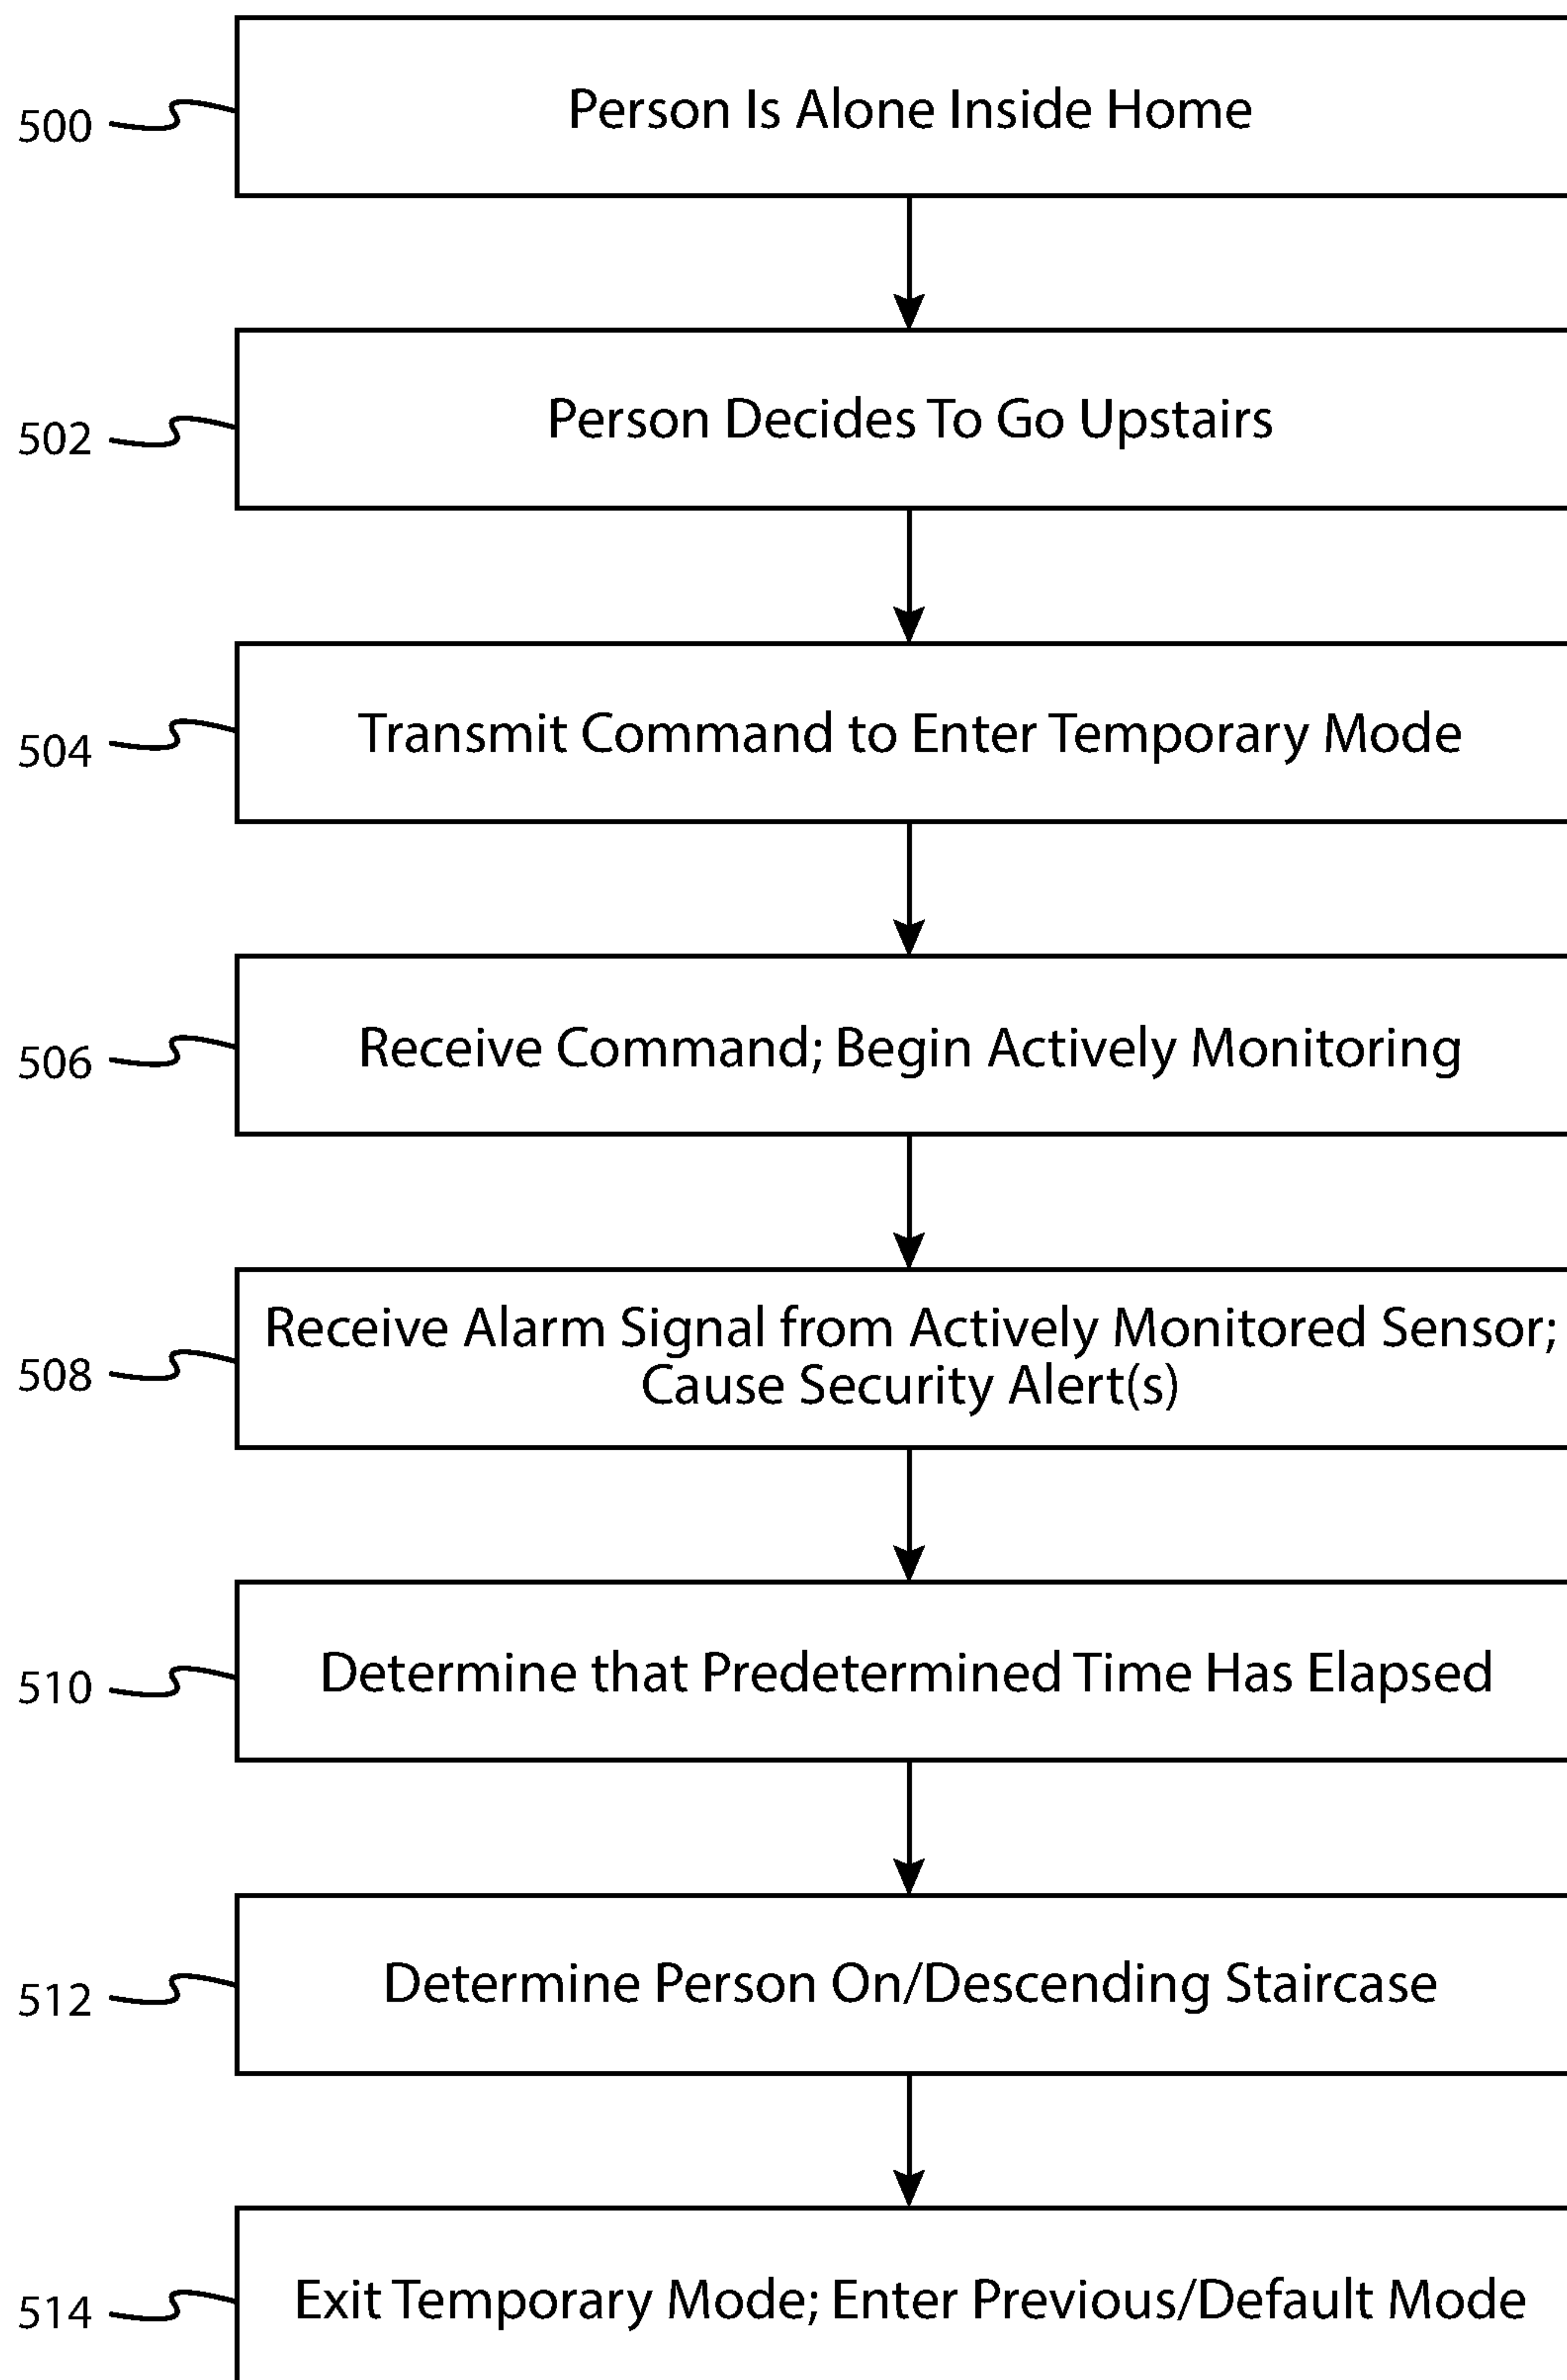 500
Person Is Alone Inside Home
502
Person Decides To Go Upstairs
504
Transmit Command to Enter Temporary Mode
506
Receive Command; Begin Actively Monitoring
508
Receive Alarm Signal from Actively Monitored Sensor;
Cause Security Alert(s)
510
Determine that Predetermined Time Has Elapsed
512
Determine Person On/Descending Staircase
514
Exit Temporary Mode; Enter Previous/Default Mode